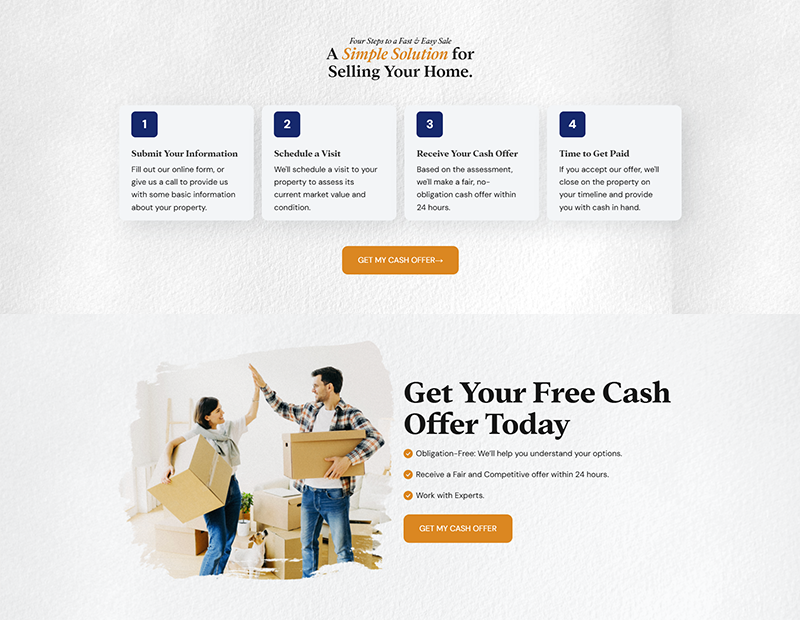 Four Steps to a Fast & Easy Sale
A Simple Solution for
Selling Your Home.
1
Submit Your Information
Fill out our online form, or
give us a call to provide us
with some basic information
about your property.
2
Schedule a Visit
We'll schedule a visit to your
property to assess its
current market value and
condition.
3
Receive Your Cash Offer
Based on the assessment,
we'll make a fair, no-
obligation cash offer within
24 hours.
4
Time to Get Paid
If you accept our offer, we'll
close on the property on
your timeline and provide
you with cash in hand.
GET MY CASH OFFER→
Get Your Free Cash
Offer Today
Obligation-Free: We'll help you understand your options.
Receive a Fair and Competitive offer within 24 hours.
Work with Experts.
GET MY CASH OFFER